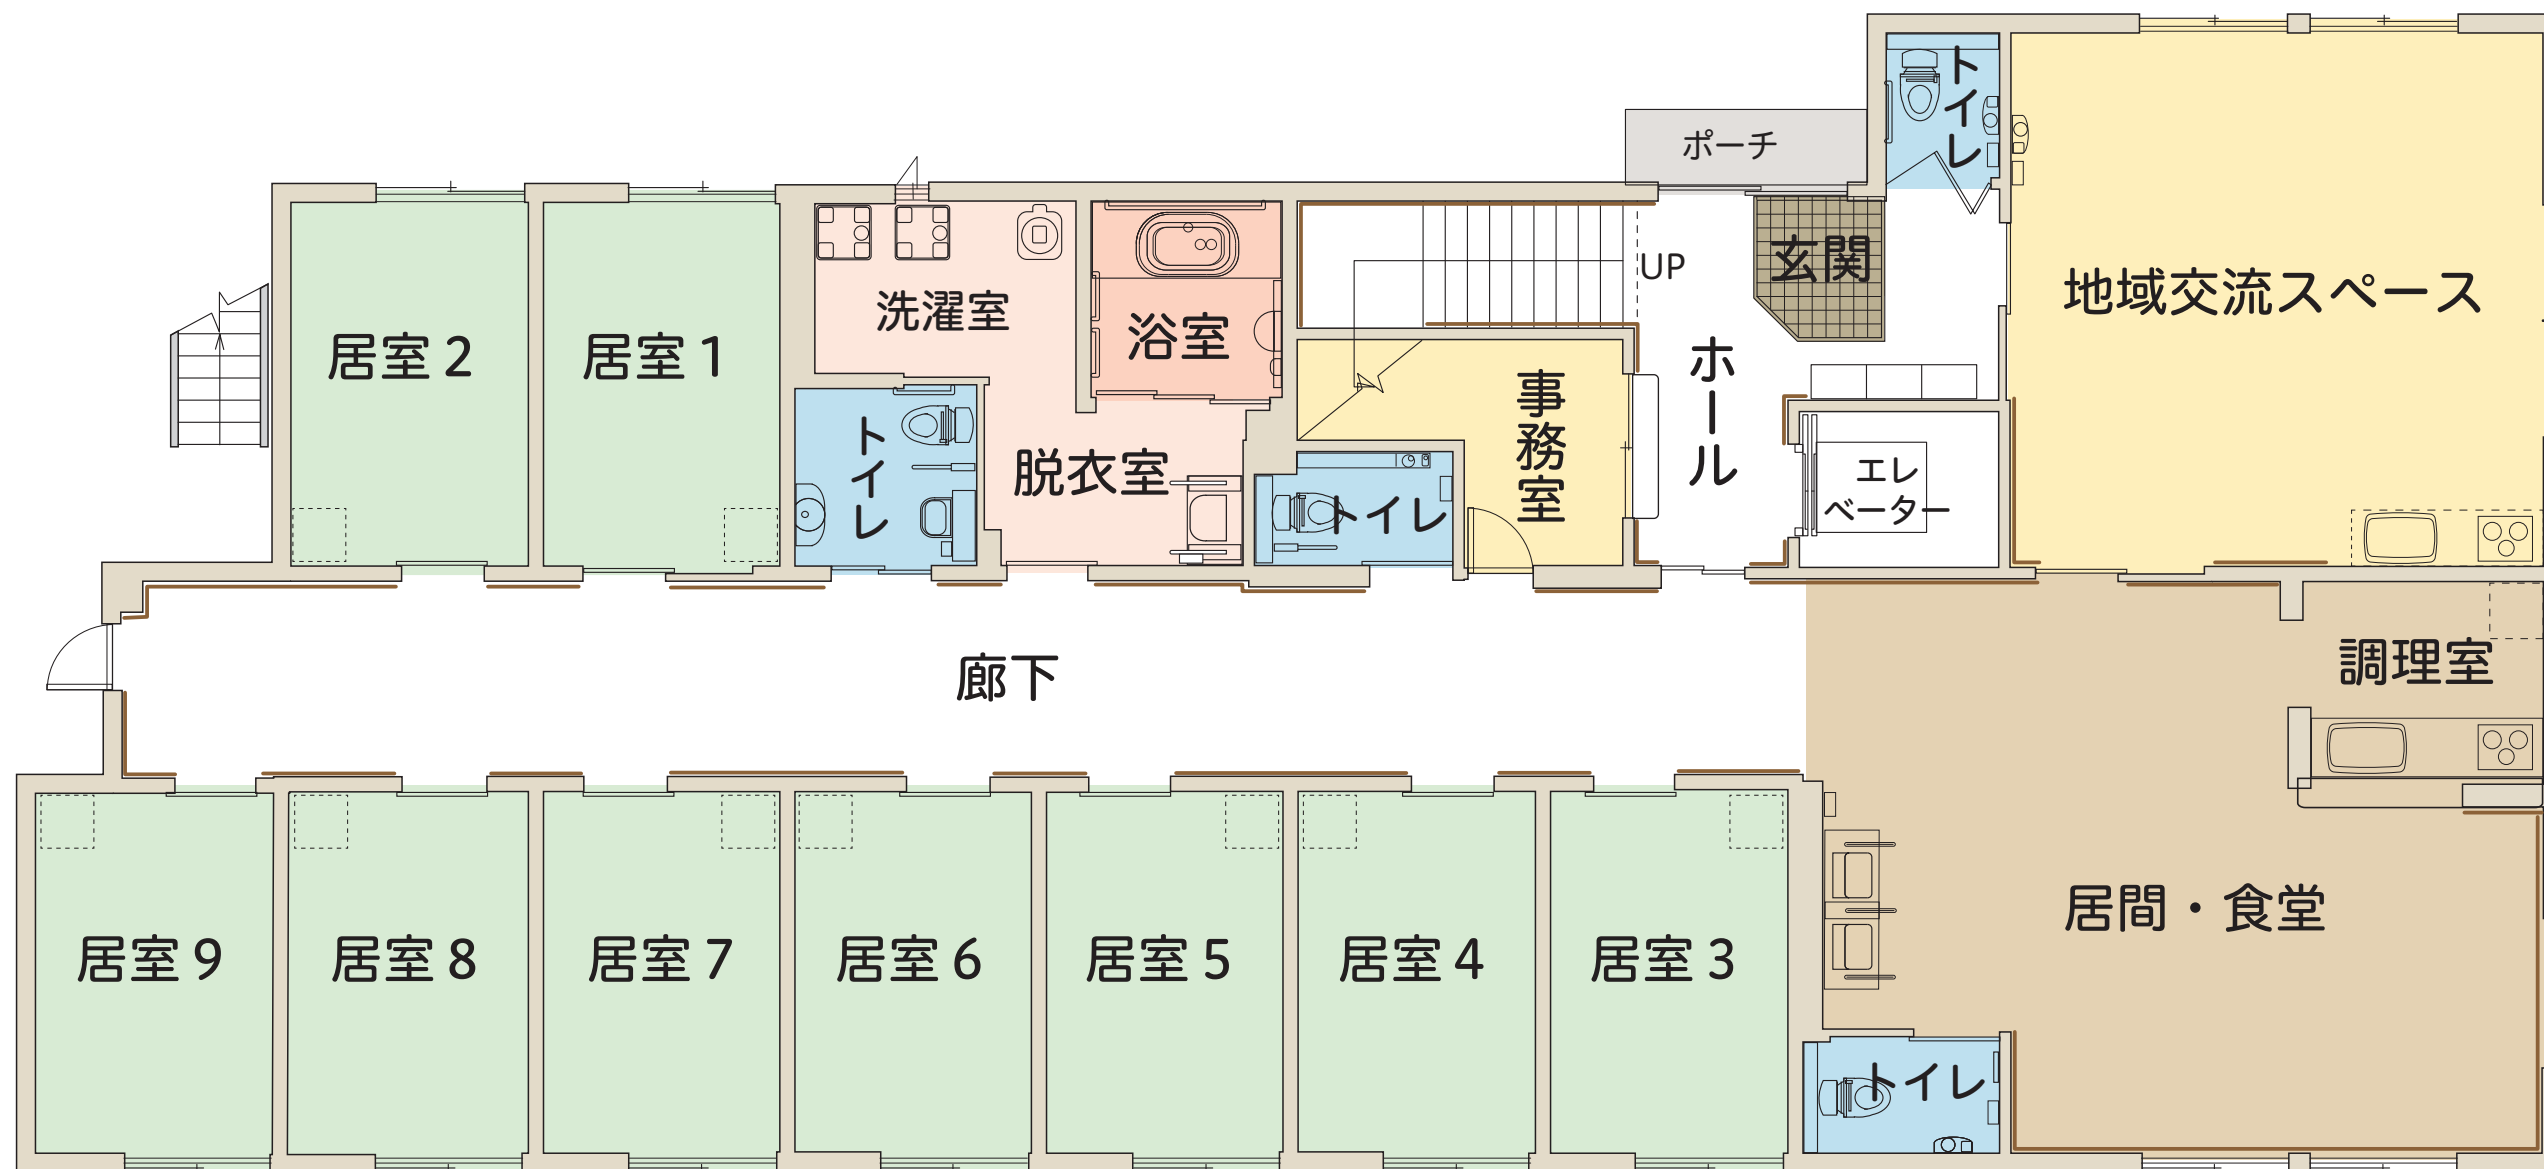 トイレ
ポーチ
玄関
UP
地域交流スペース
洗濯室
浴室
居室2
居室1
ホール
事務室
トイレ
脱衣室
トイレ
エレ
ベーター
廊下
調理室
居間・食堂
居室9
居室8
居室7
居室6
居室5
居室4
居室3
トイレ